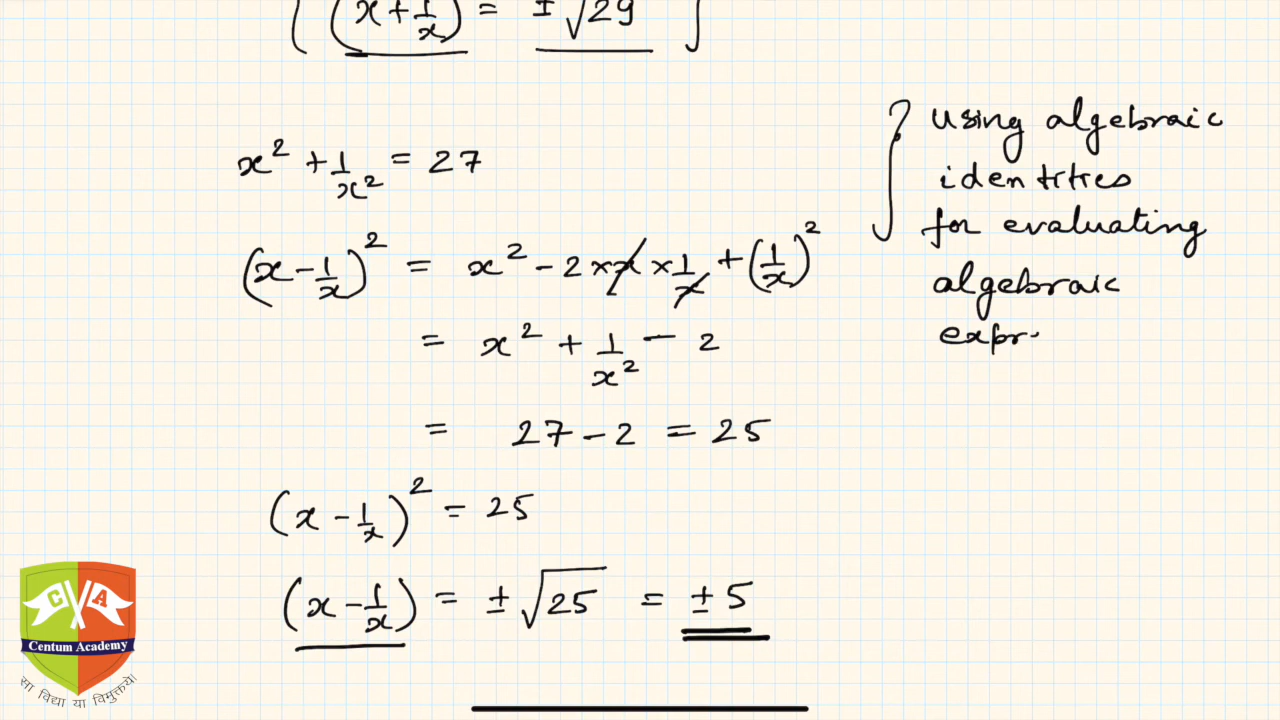 (x + 1/x) = ± √29
x² + 1/x² = 27
(x - 1/x)² = x² - 2 × x × 1/x + (1/x)²
= x² + 1/x² - 2
= 27 - 2 = 25
(x - 1/x)² = 25
(x - 1/x) = ± √25 = ± 5
using algebraic
identities
for evaluating
algebraic
expr
C A
Centum Academy
सा विद्या या विमुक्तये